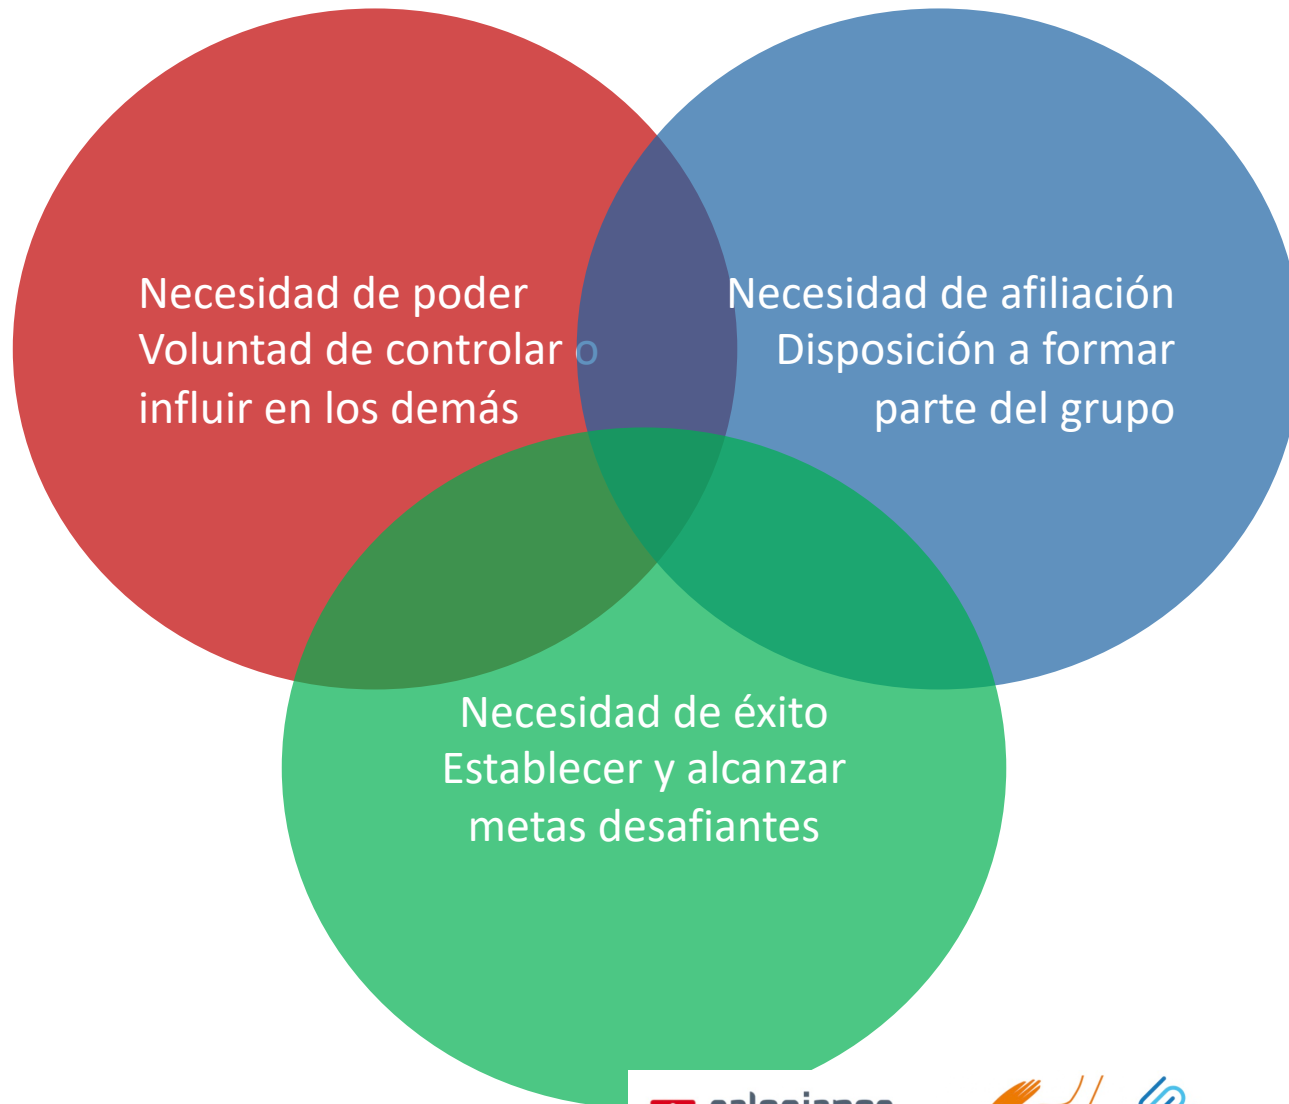 Necesidad de poder
Voluntad de controlar o
influir en los demás
Necesidad de afiliación
Disposición a formar
parte del grupo
Necesidad de éxito
Establecer y alcanzar
metas desafiantes